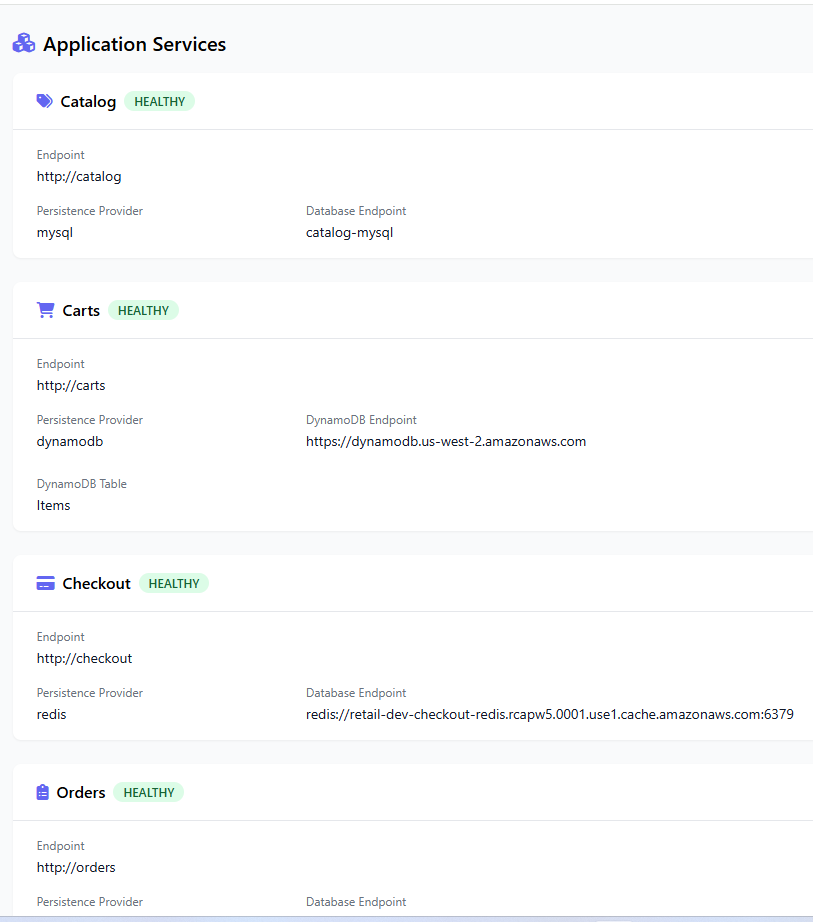 Application Services
Catalog HEALTHY
Endpoint
http://catalog
Persistence Provider Database Endpoint
mysql catalog-mysql
Carts HEALTHY
Endpoint
http://carts
Persistence Provider DynamoDB Endpoint
dynamodb https://dynamodb.us-west-2.amazonaws.com
DynamoDB Table
Items
Checkout HEALTHY
Endpoint
http://checkout
Persistence Provider Database Endpoint
redis redis://retail-dev-checkout-redis.rcapw5.0001.use1.cache.amazonaws.com:6379
Orders HEALTHY
Endpoint
http://orders
Persistence Provider Database Endpoint